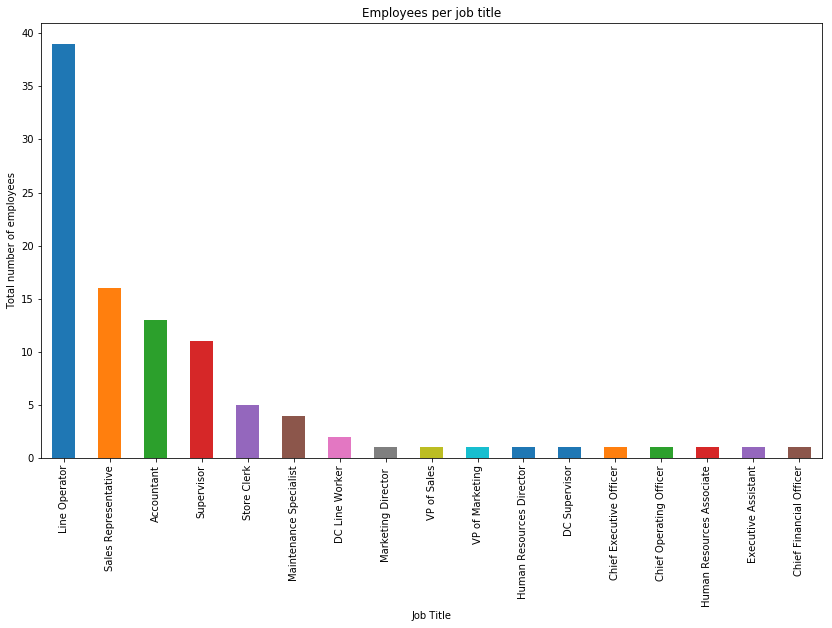 Employees per job title
Total number of employees
40
35
30
25
20
15
10
5
0
Line Operator
Sales Representative
Accountant
Supervisor
Store Clerk
Maintenance Specialist
DC Line Worker
Marketing Director
VP of Sales
VP of Marketing
Human Resources Director
DC Supervisor
Chief Executive Officer
Chief Operating Officer
Human Resources Associate
Executive Assistant
Chief Financial Officer
Job Title